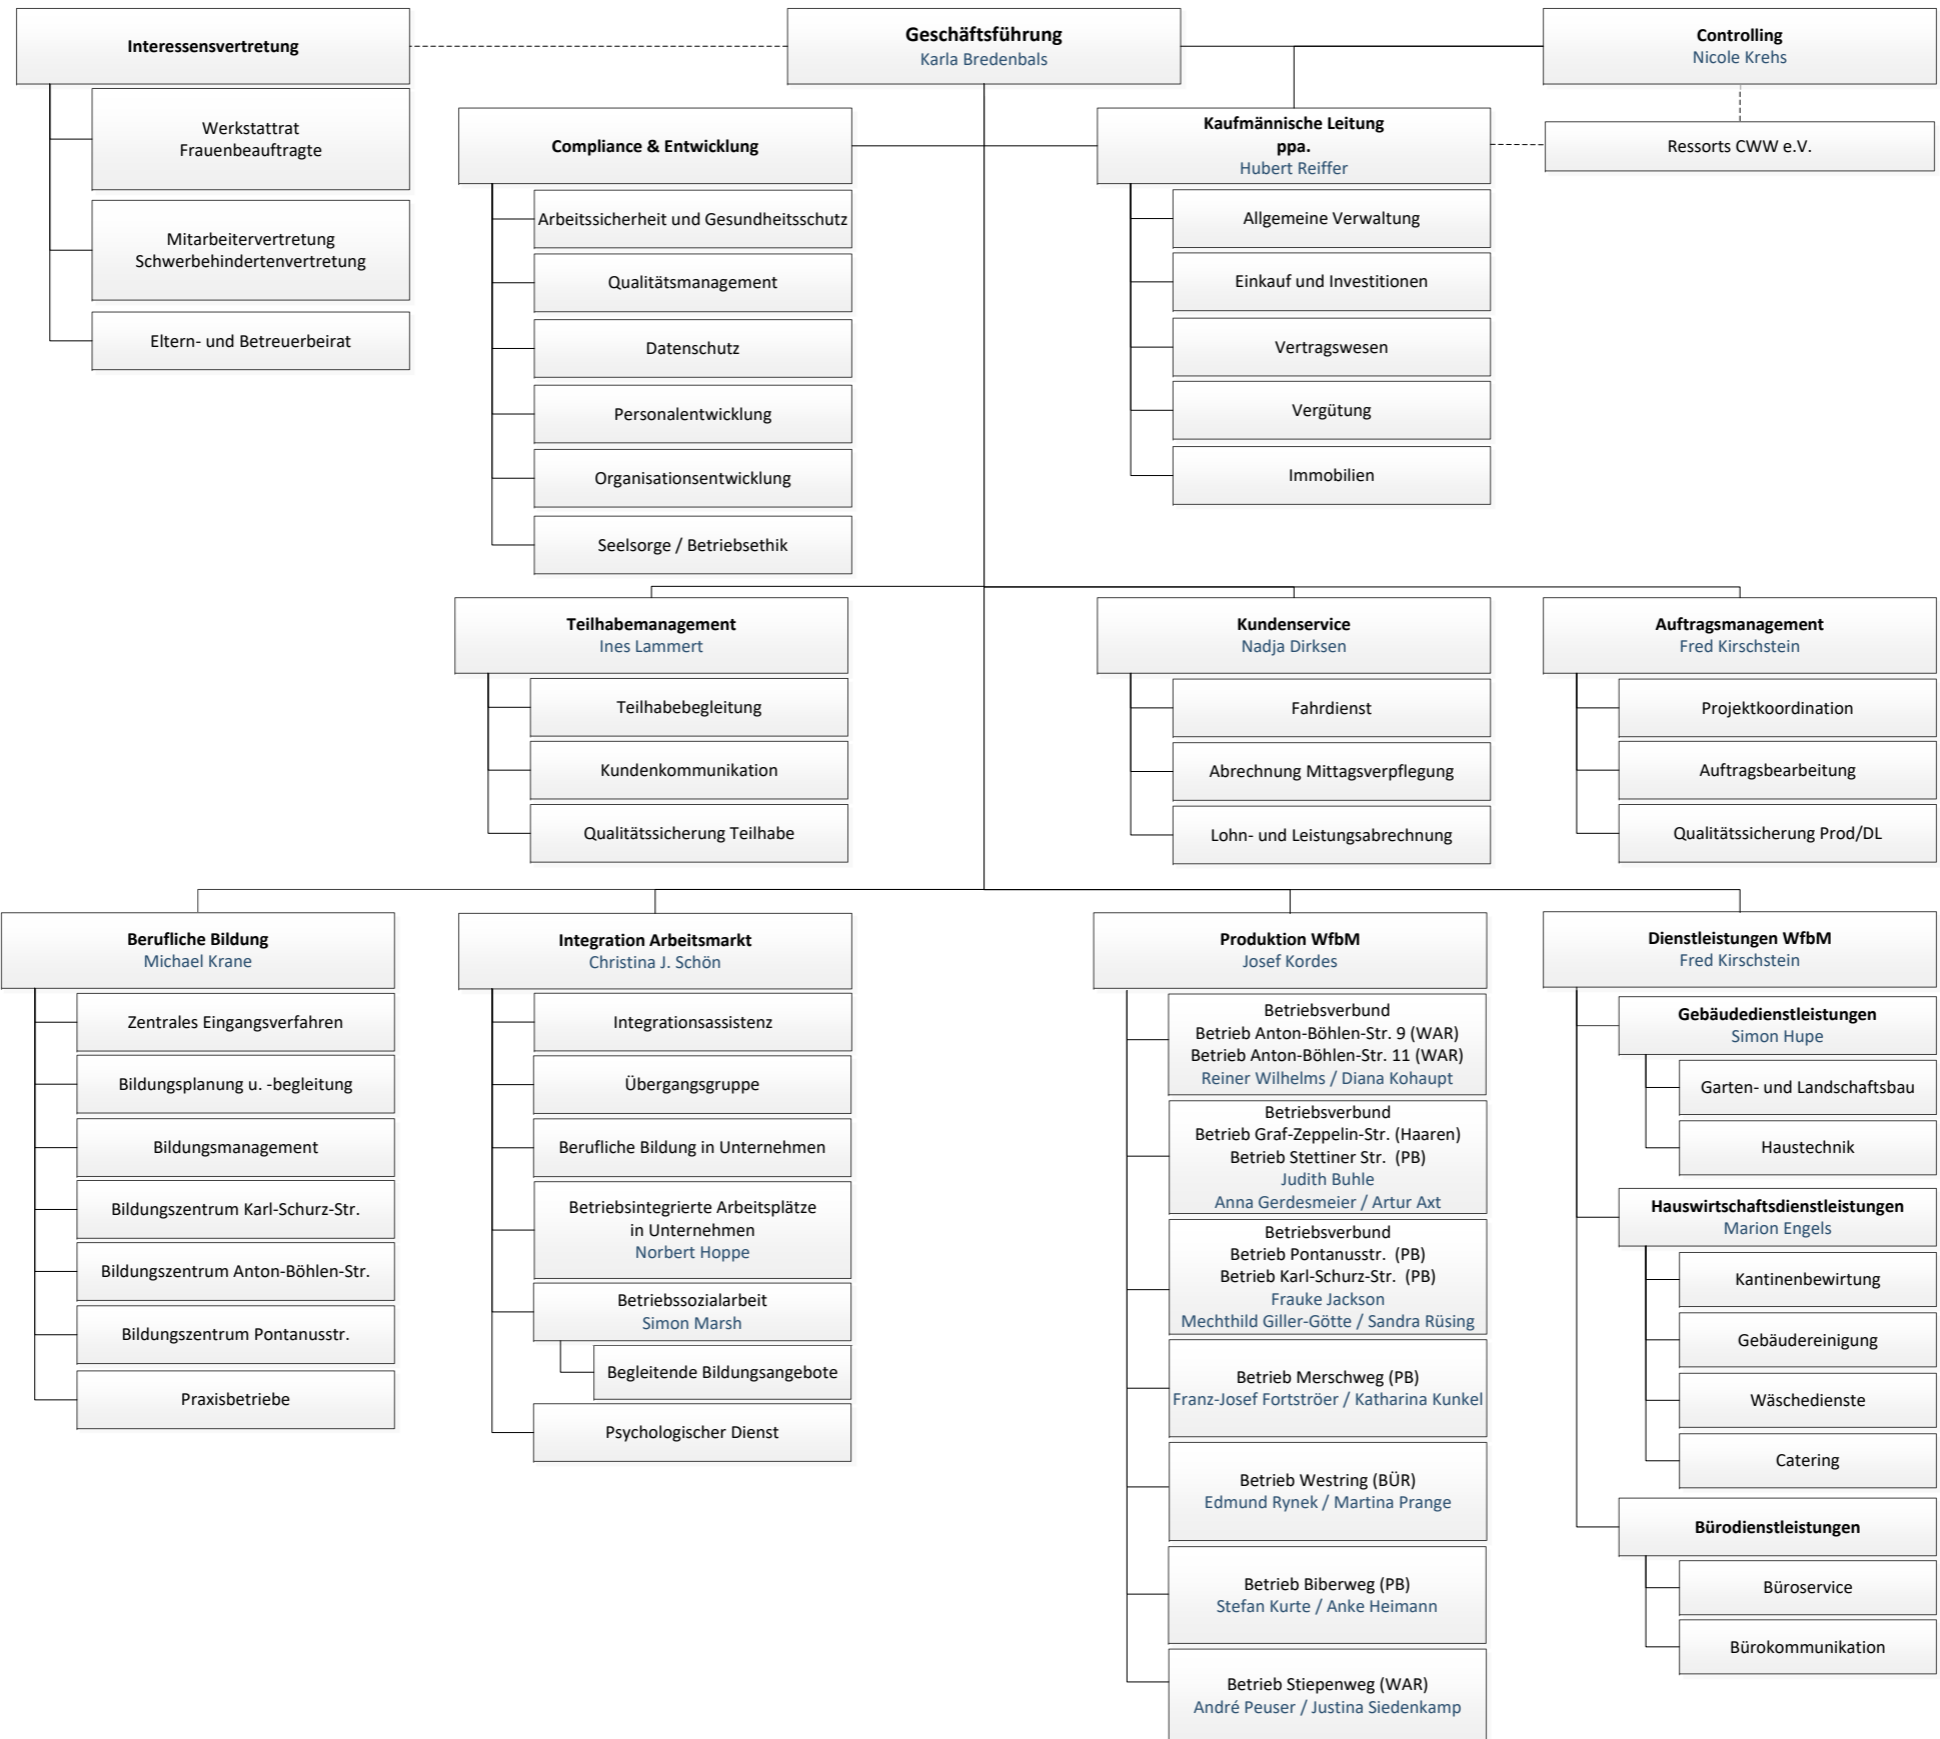 Interessensvertretung
Werkstattrat
Frauenbeauftragte
Mitarbeitervertretung
Schwerbehindertenvertretung
Eltern- und Betreuerbeirat
Geschäftsführung
Karla Bredenbals
Controlling
Nicole Krehs
Ressorts CWW e.V.
Compliance & Entwicklung
Arbeitssicherheit und Gesundheitsschutz
Qualitätsmanagement
Datenschutz
Personalentwicklung
Organisationsentwicklung
Seelsorge / Betriebsethik
Kaufmännische Leitung
ppa.
Hubert Reiffer
Allgemeine Verwaltung
Einkauf und Investitionen
Vertragswesen
Vergütung
Immobilien
Teilhabemanagement
Ines Lammert
Teilhabebegleitung
Kundenkommunikation
Qualitätssicherung Teilhabe
Kundenservice
Nadja Dirksen
Fahrdienst
Abrechnung Mittagsverpflegung
Lohn- und Leistungsabrechnung
Auftragsmanagement
Fred Kirschstein
Projektkoordination
Auftragsbearbeitung
Qualitätssicherung Prod/DL
Berufliche Bildung
Michael Krane
Zentrales Eingangsverfahren
Bildungsplanung u. -begleitung
Bildungsmanagement
Bildungszentrum Karl-Schurz-Str.
Bildungszentrum Anton-Böhlen-Str.
Bildungszentrum Pontanusstr.
Praxisbetriebe
Integration Arbeitsmarkt
Christina J. Schön
Integrationsassistenz
Übergangsgruppe
Berufliche Bildung in Unternehmen
Betriebsintegrierte Arbeitsplätze
in Unternehmen
Norbert Hoppe
Betriebssozialarbeit
Simon Marsh
Begleitende Bildungsangebote
Psychologischer Dienst
Produktion WfbM
Josef Kordes
Betriebsverbund
Betrieb Anton-Böhlen-Str. 9 (WAR)
Betrieb Anton-Böhlen-Str. 11 (WAR)
Reiner Wilhelms / Diana Kohaupt
Betriebsverbund
Betrieb Graf-Zeppelin-Str. (Haaren)
Betrieb Stettiner Str. (PB)
Judith Buhle
Anna Gerdesmeier / Artur Axt
Betriebsverbund
Betrieb Pontanusstr. (PB)
Betrieb Karl-Schurz-Str. (PB)
Frauke Jackson
Mechthild Giller-Götte / Sandra Rüsing
Betrieb Merschweg (PB)
Franz-Josef Fortströer / Katharina Kunkel
Betrieb Westring (BÜR)
Edmund Rynek / Martina Prange
Betrieb Biberweg (PB)
Stefan Kurte / Anke Heimann
Betrieb Stiepenweg (WAR)
André Peuser / Justina Siedenkamp
Dienstleistungen WfbM
Fred Kirschstein
Gebäudedienstleistungen
Simon Hupe
Garten- und Landschaftsbau
Haustechnik
Hauswirtschaftsdienstleistungen
Marion Engels
Kantinenbewirtung
Gebäudereinigung
Wäschedienste
Catering
Bürodienstleistungen
Büroservice
Bürokommunikation